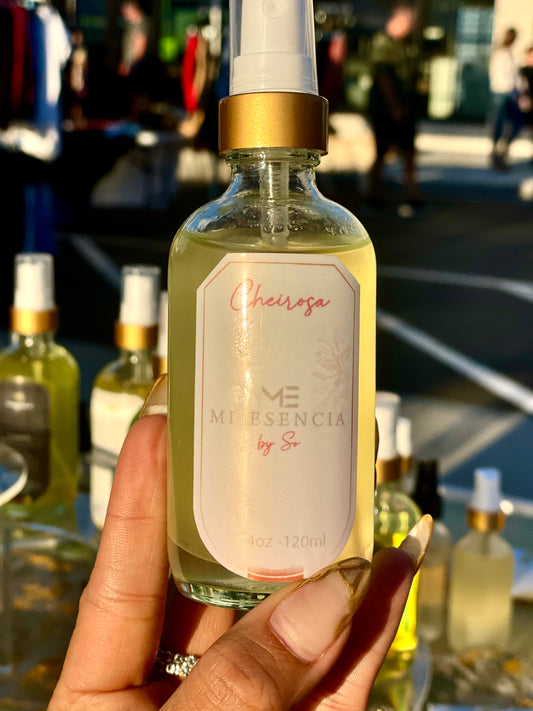 Cheirosa
ME
MI ESENCIA
by So
4oz -120ml